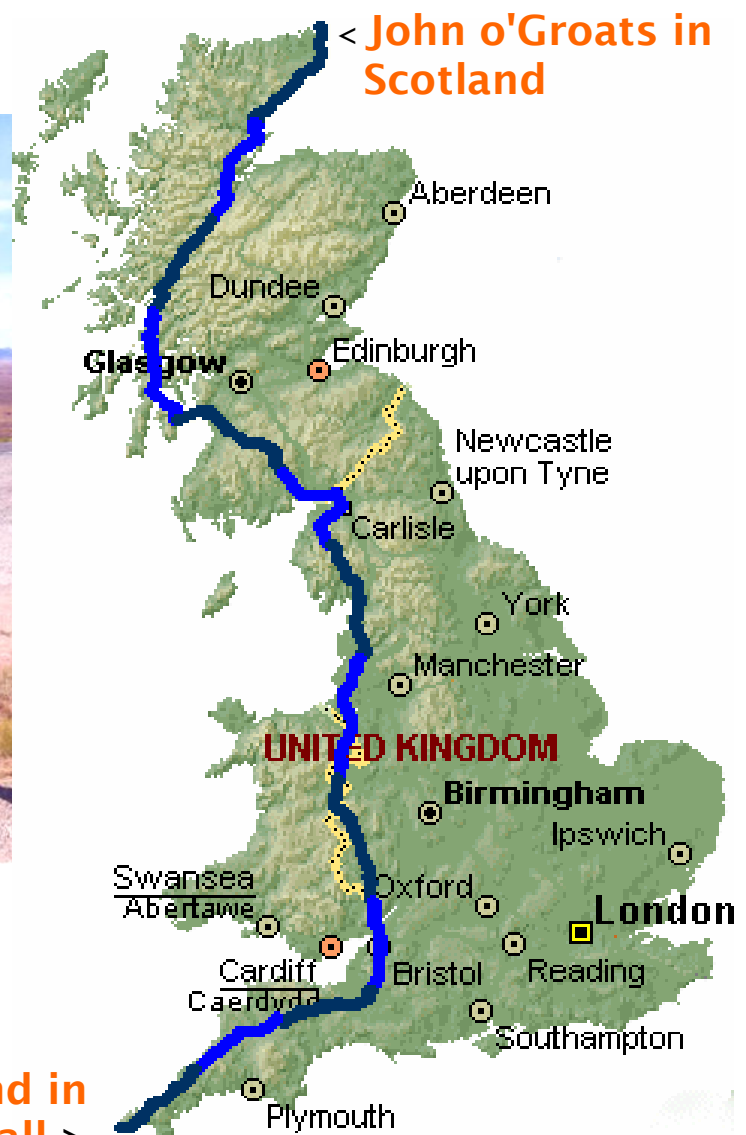 < John o'Groats in
Scotland
Aberdeen
Dundee
Edinburgh
Glasgow
Newcastle
upon Tyne
Carlisle
York
Manchester
UNITED KINGDOM
Birmingham
Ipswich
Swansea
Abertawe
Oxford
London
Cardiff
Caerdydd
Bristol
Reading
Southampton
in
Plymouth
>